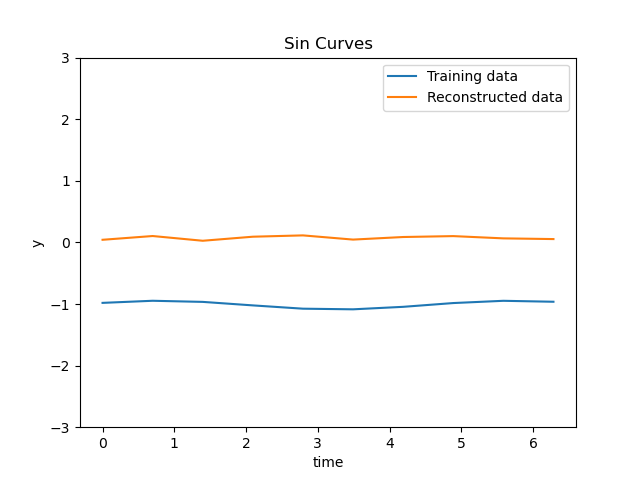 Sin Curves
Training data
Reconstructed data
3
2
1
0
−1
−2
−3
y
0 1 2 3 4 5 6
time